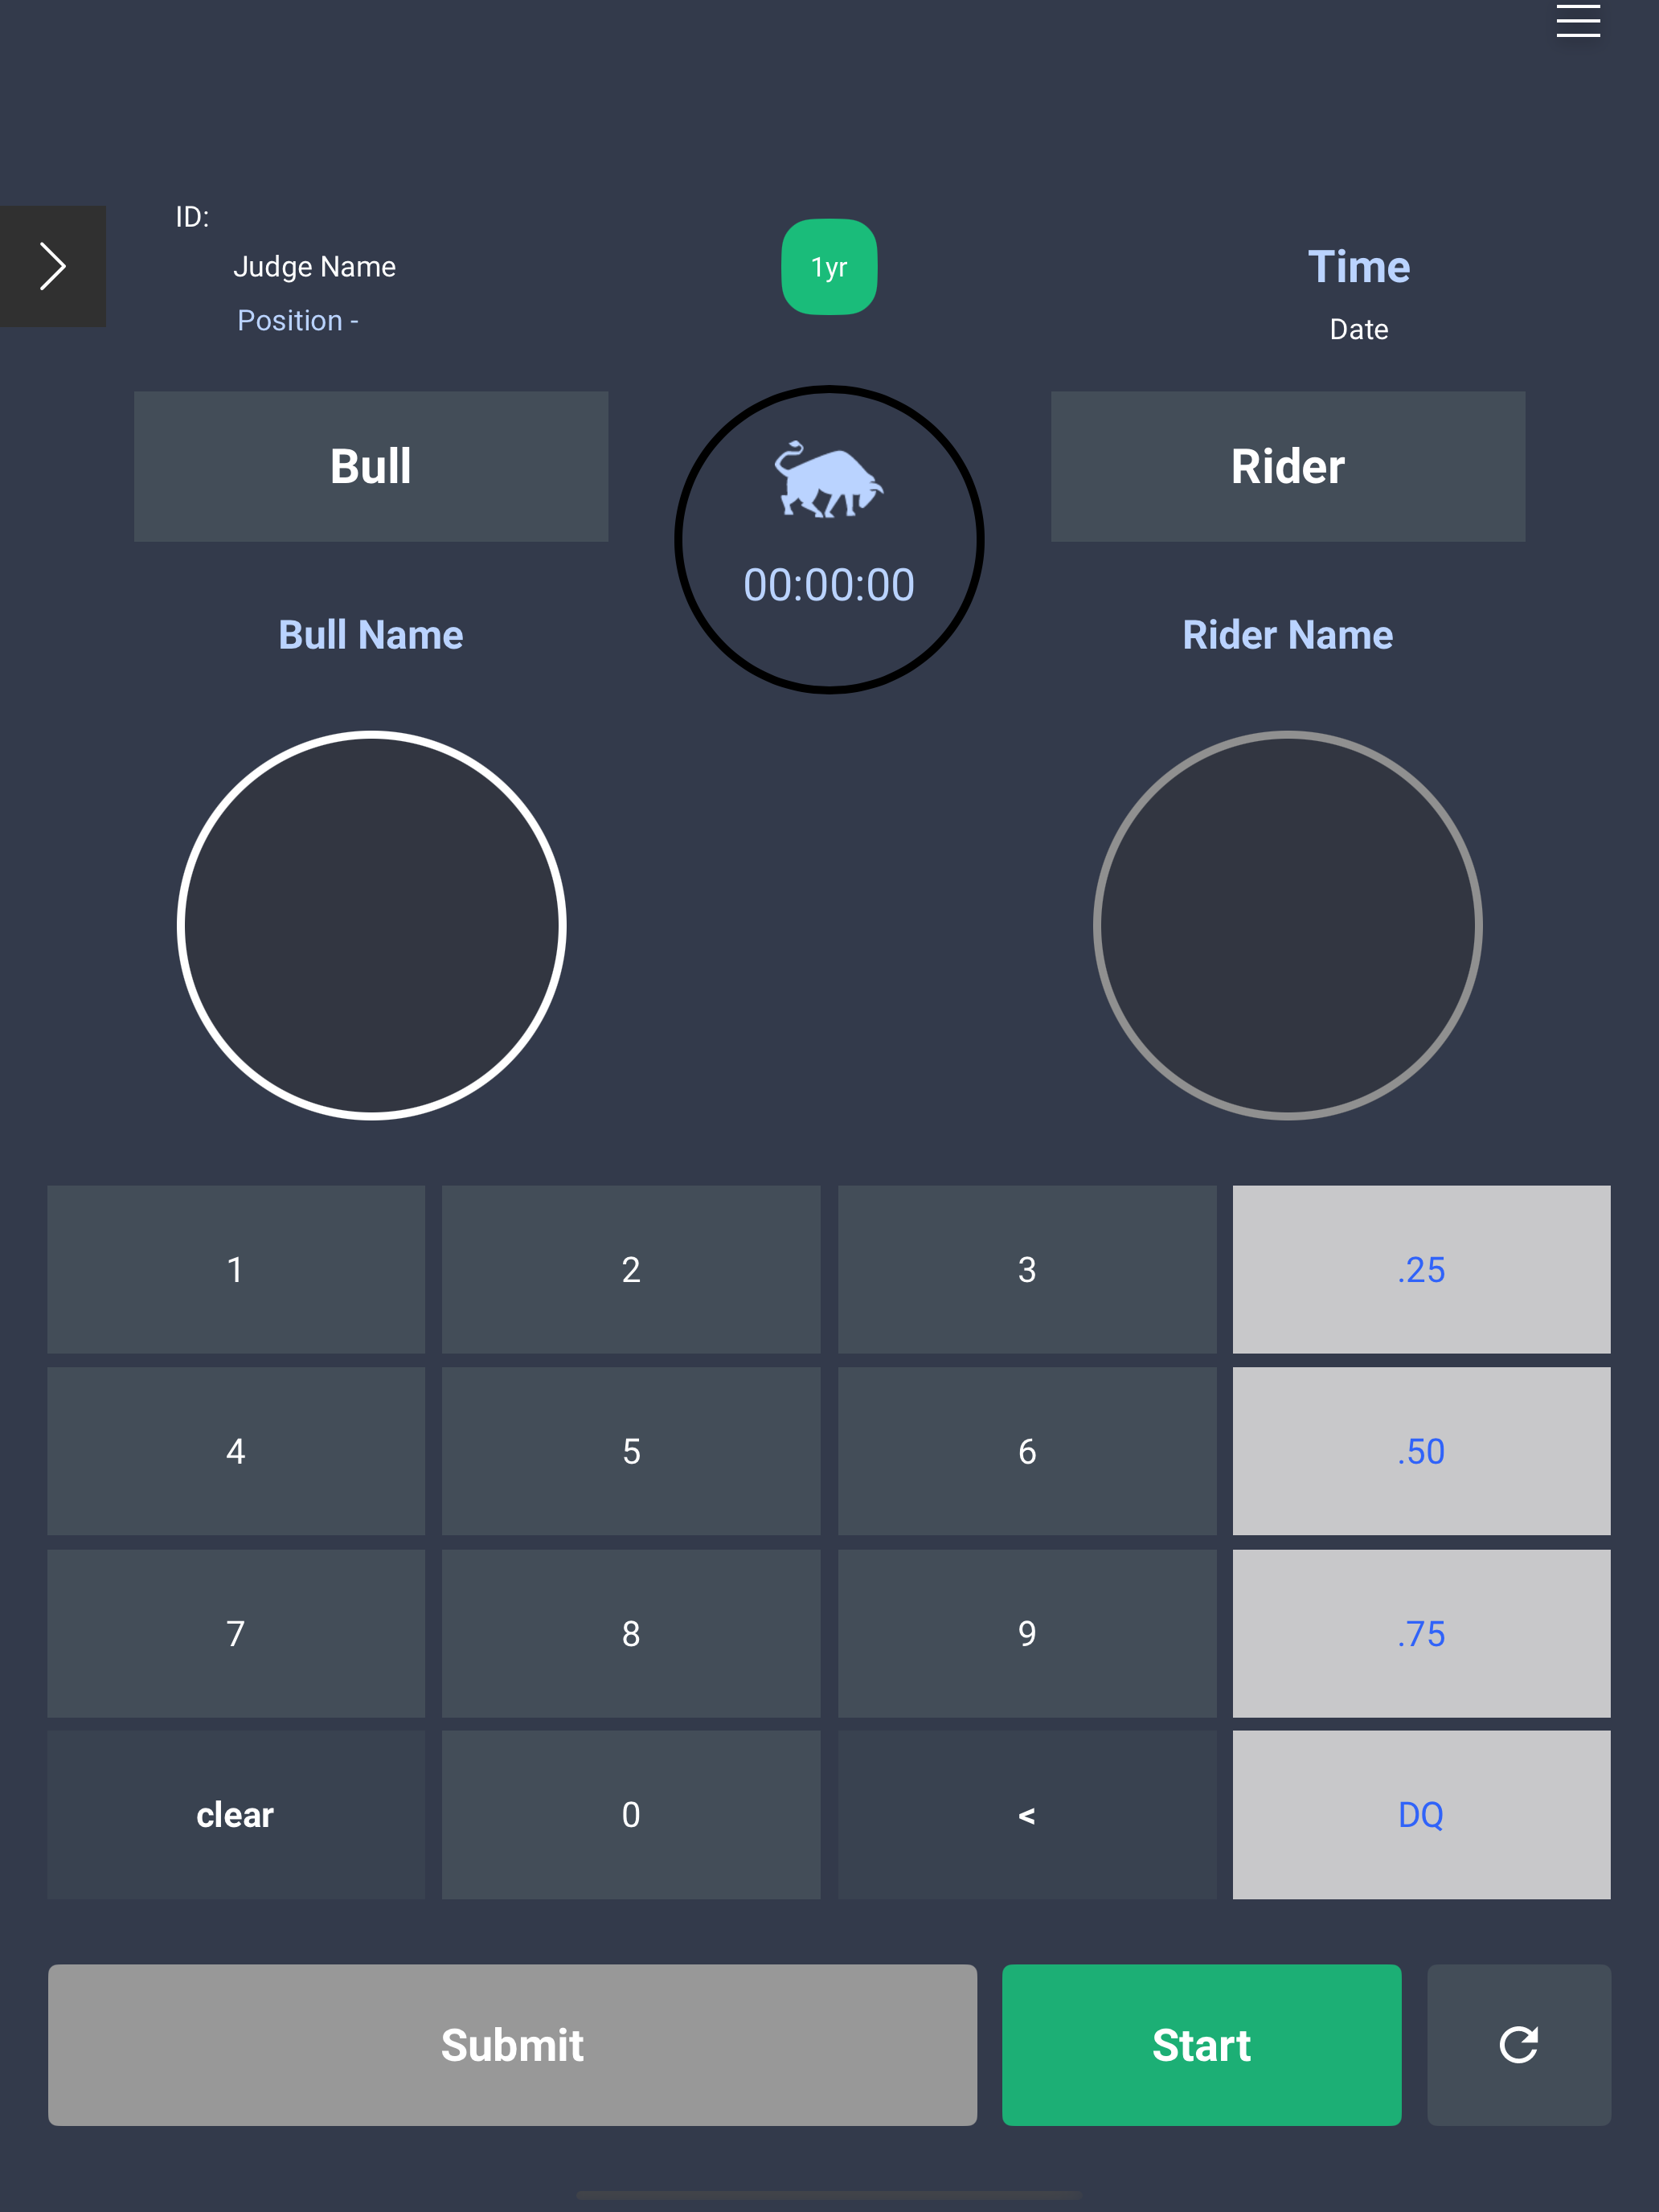 ID:
Judge Name
Position -
1yr
Time
Date
Bull
Rider
00:00:00
Bull Name
Rider Name
1 2 3 .25
4 5 6 .50
7 8 9 .75
clear 0 < DQ
Submit Start